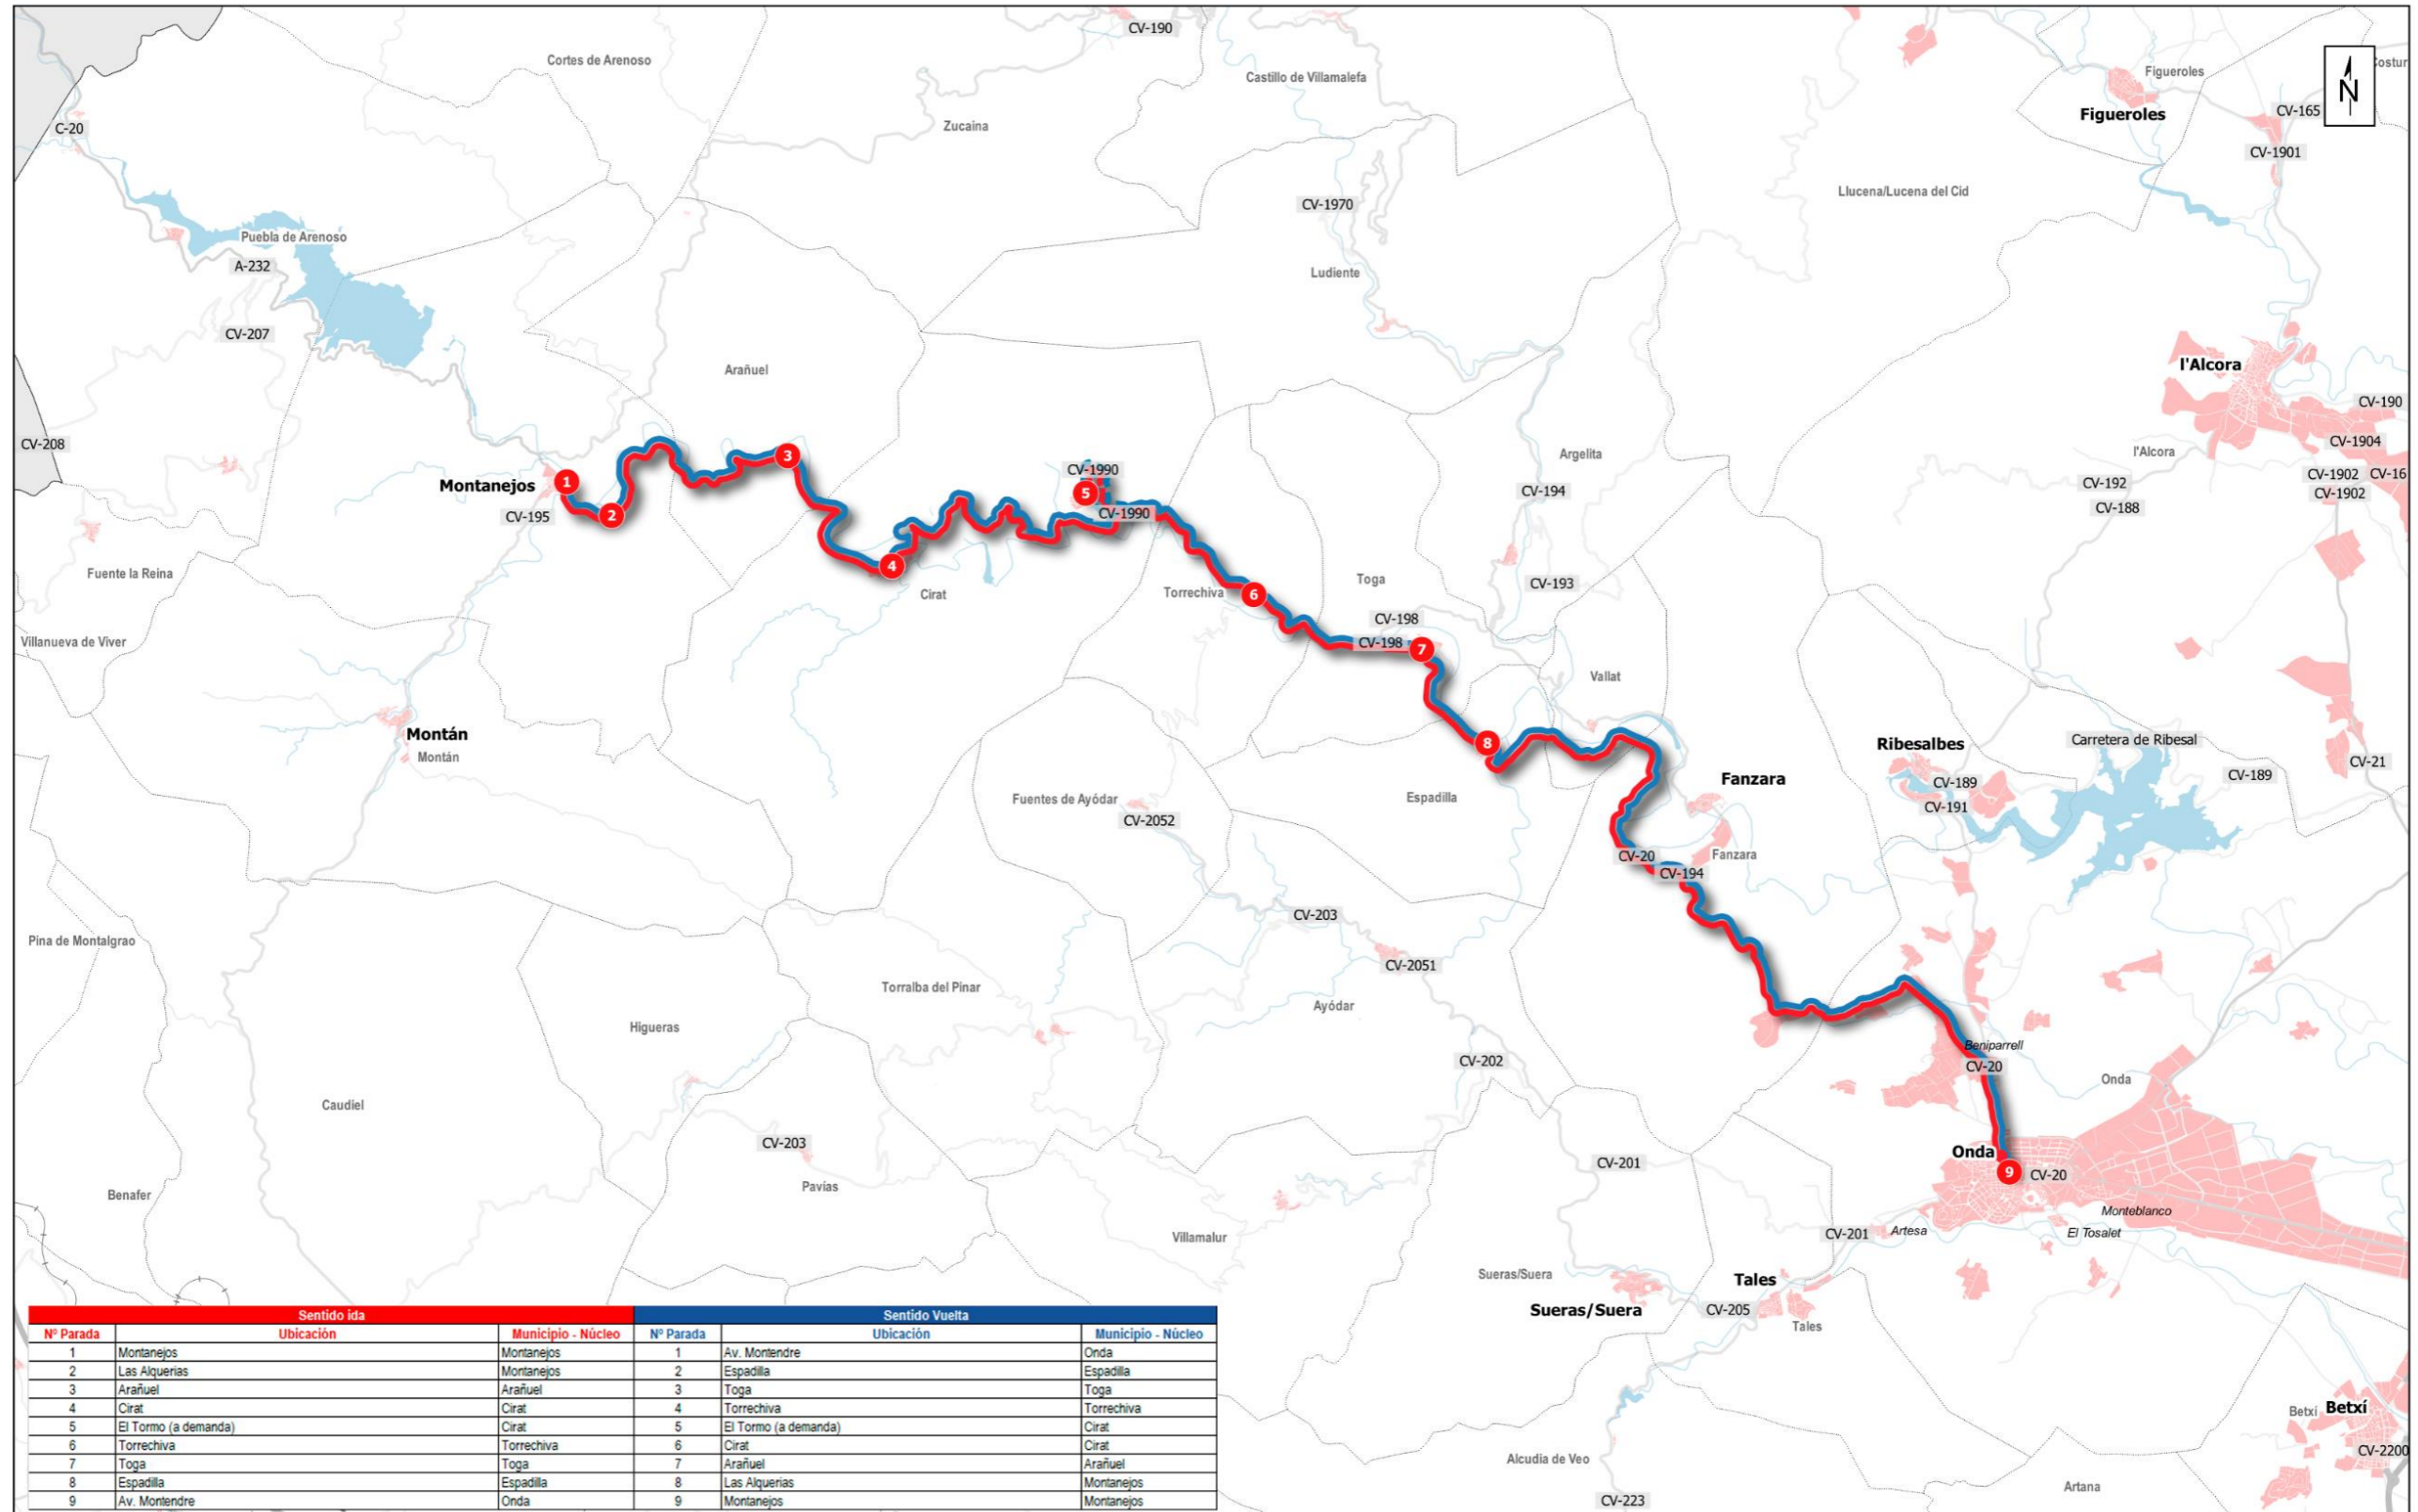 CV-190
Cortes de Arenoso
Castillo de Villamalefa
Figueroles
Costur
N
Figueroles
CV-165
C-20
Zucaina
CV-1901
Llucena/Lucena del Cid
CV-1970
Puebla de Arenoso
A-232
Ludiente
CV-207
Arañuel
l'Alcora
CV-190
CV-208
CV-1904
Argelita
l'Alcora
3
CV-1990
CV-1902
CV-16
Montanejos
1
5
CV-194
CV-192
CV-1902
CV-195
2
CV-1990
CV-188
4
Fuente la Reina
Toga
CV-193
Cirat
Torrechiva
6
CV-198
Villanueva de Viver
CV-198
7
Vallat
Montán
8
Ribesalbes
Carretera de Ribesal
Montán
CV-21
Fanzara
CV-189
CV-189
Fuentes de Ayódar
Espadilla
CV-191
CV-2052
CV-20
Fanzara
CV-194
CV-203
Pina de Montalgrao
CV-2051
Torralba del Pinar
Ayódar
Higueras
Beniparrell
CV-202
CV-20
Onda
Caudiel
CV-203
Onda
CV-201
9
CV-20
Pavías
Benafer
Monteblanco
Villamalur
CV-201
Artesa
El Tosalet
Sueras/Suera
Tales
Sueras/Suera
CV-205
Tales
Betxí
Betxí
CV-2200
Alcudia de Veo
Artana
CV-223
Sentido ida
Sentido Vuelta
Nº Parada Ubicación Municipio - Núcleo Nº Parada Ubicación Municipio - Núcleo
1 Montanejos Montanejos 1 Av. Montendre Onda
2 Las Alquerias Montanejos 2 Espadilla Espadilla
3 Arañuel Arañuel 3 Toga Toga
4 Cirat Cirat 4 Torrechiva Torrechiva
5 El Tormo (a demanda) Cirat 5 El Tormo (a demanda) Cirat
6 Torrechiva Torrechiva 6 Cirat Cirat
7 Toga Toga 7 Arañuel Arañuel
8 Espadilla Espadilla 8 Las Alquerias Montanejos
9 Av. Montendre Onda 9 Montanejos Montanejos